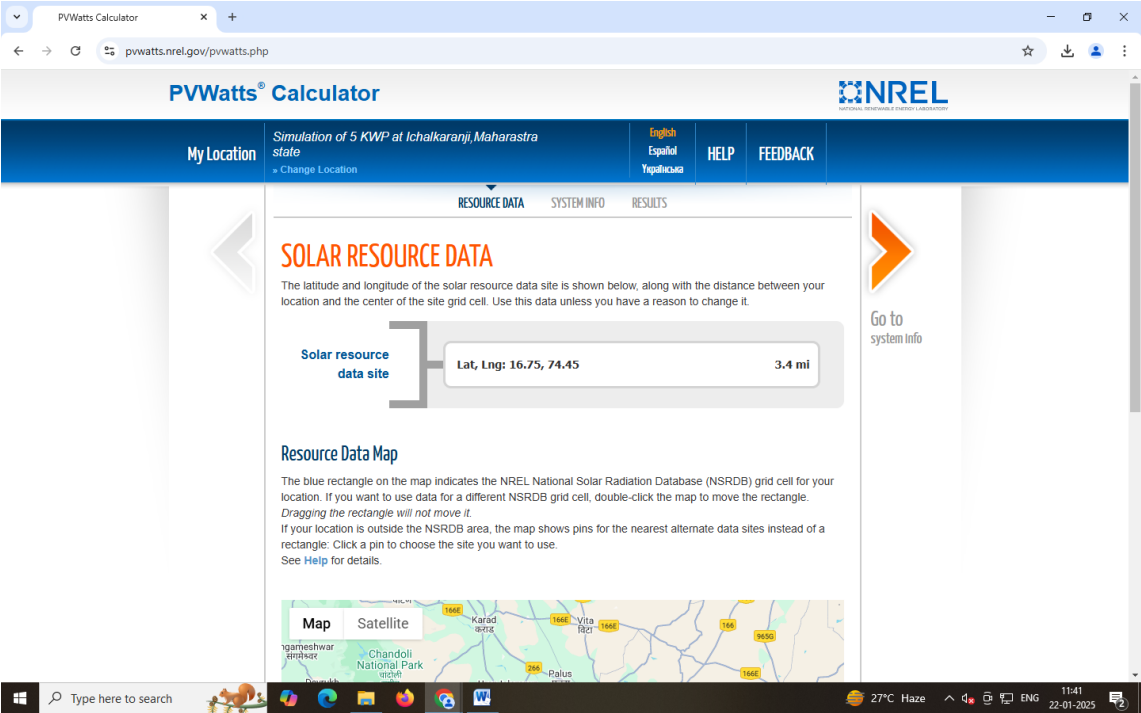 PVWatts Calculator
pvwatts.nrel.gov/pvwatts.php
PVWatts® Calculator
NREL
NATIONAL RENEWABLE ENERGY LABORATORY
My Location
Simulation of 5 KWP at Ichalkaranji,Maharastra
state
» Change Location
English
Español
Українська
HELP
FEEDBACK
RESOURCE DATA
SYSTEM INFO
RESULTS
SOLAR RESOURCE DATA
The latitude and longitude of the solar resource data site is shown below, along with the distance between your
location and the center of the site grid cell. Use this data unless you have a reason to change it.
Go to
system info
Solar resource
data site
Lat, Lng: 16.75, 74.45
3.4 mi
Resource Data Map
The blue rectangle on the map indicates the NREL National Solar Radiation Database (NSRDB) grid cell for your
location. If you want to use data for a different NSRDB grid cell, double-click the map to move the rectangle.
Dragging the rectangle will not move it.
If your location is outside the NSRDB area, the map shows pins for the nearest alternate data sites instead of a
rectangle: Click a pin to choose the site you want to use.
See Help for details.
Map
Satellite
166E
Karad
कराड
166E
Vita
विटा
166E
166
965G
ngameshwar
संगमेश्वर
Chandoli
National Park
चांदोली
266
Palus
166E
Type here to search
27°C Haze
ENG
11:41
22-01-2025
2